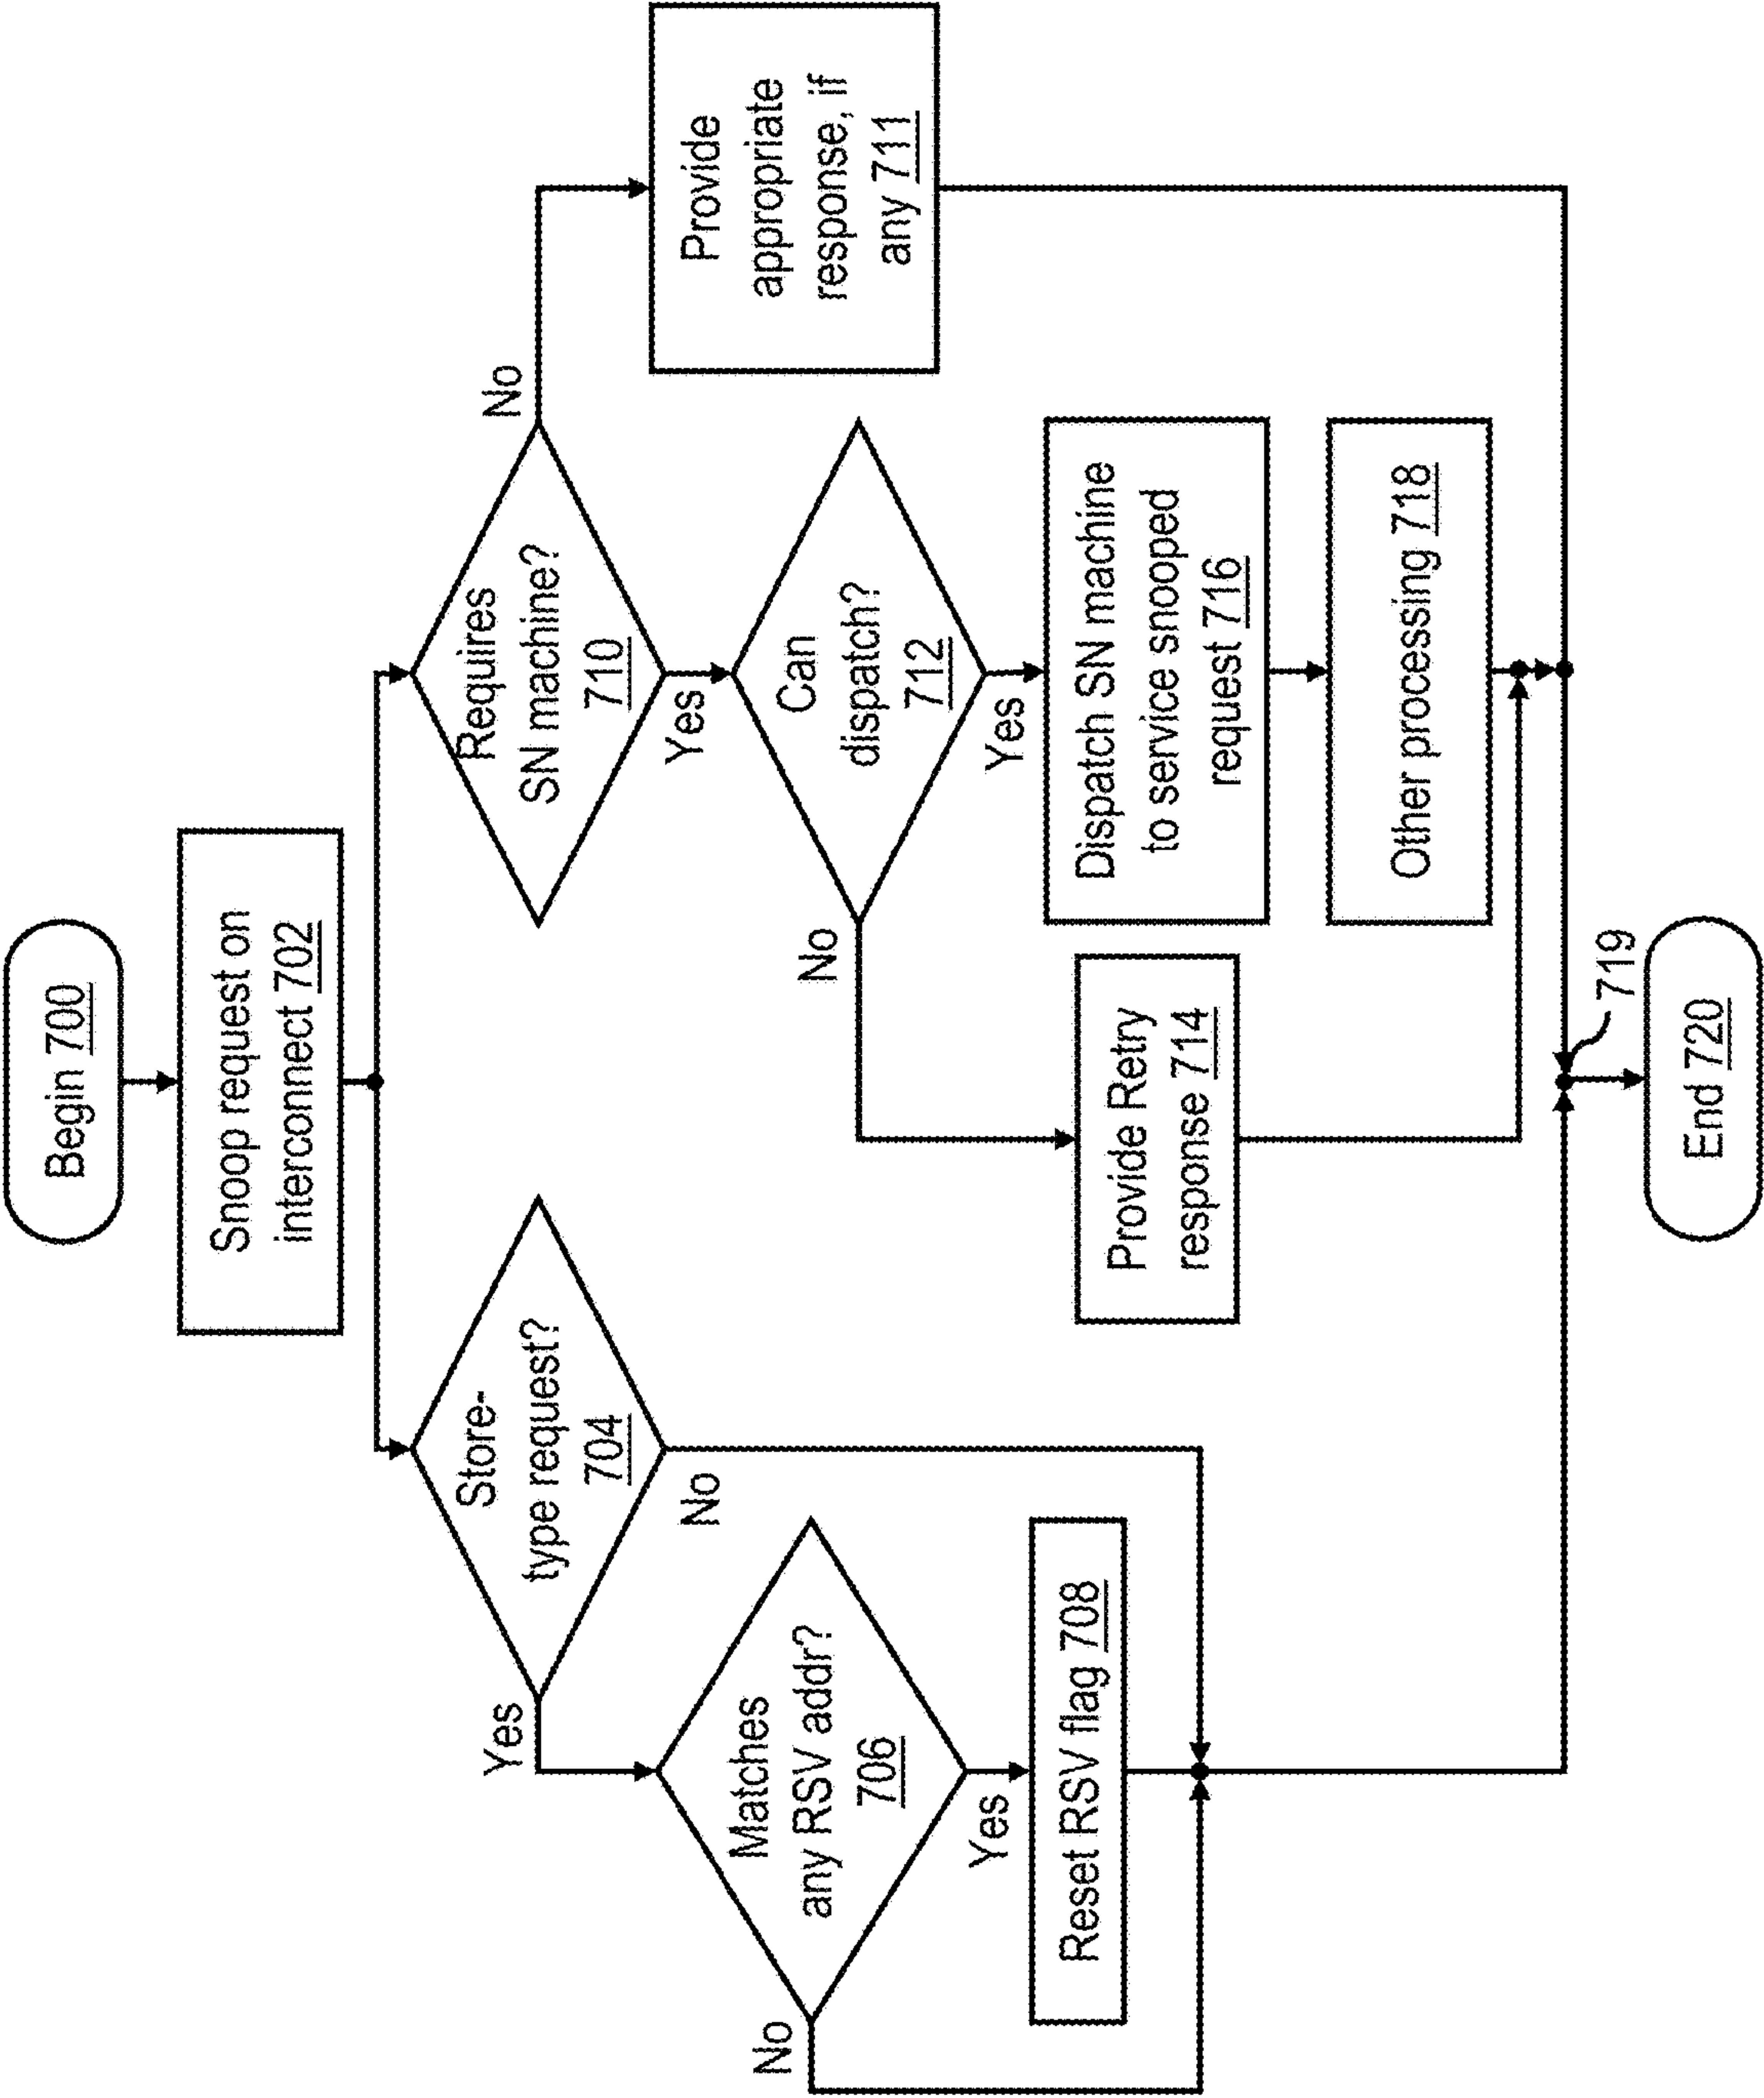 Begin 700
Snoop request on
interconnect 702
Store-
type request?
704
Yes
No
Matches
any RSV addr?
706
No
Yes
Reset RSV flag 708
Requires
SN machine?
710
No
Yes
Provide
appropriate
response, if
any 711
Can
dispatch?
712
No
Yes
Provide Retry
response 714
Dispatch SN machine
to service snooped
request 716
Other processing 718
719
End 720